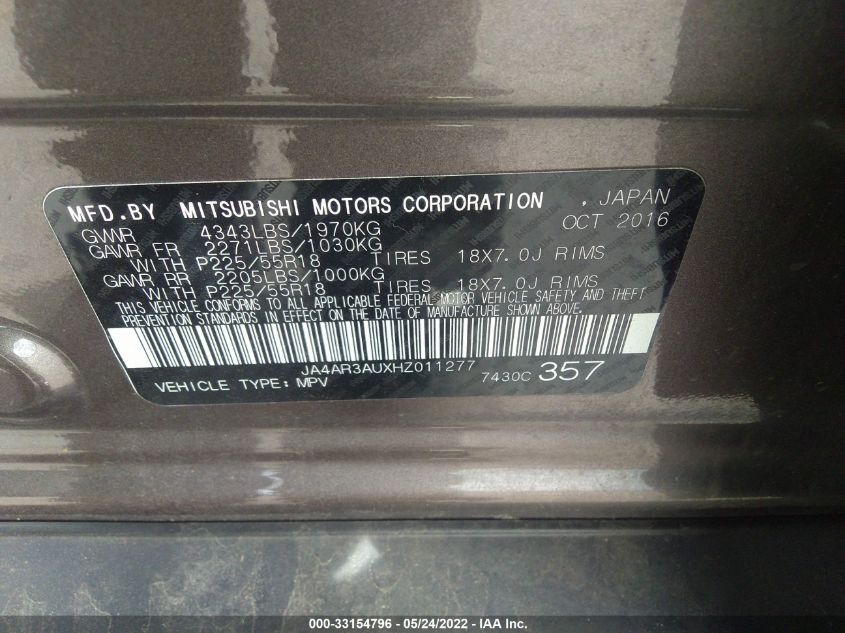 MFD.BY MITSUBISHI MOTORS CORPORATION , JAPAN
GVWR 4343LBS/1970KG OCT 2016
GAWR FR 2271LBS/1030KG
WITH P225/55R18 TIRES 18X7.0J RIMS
GAWR RR 2205LBS/1000KG
WITH P225/55R18 TIRES 18X7.0J RIMS
THIS VEHICLE CONFORMS TO ALL APPLICABLE FEDERAL MOTOR VEHICLE SAFETY AND THEFT
PREVENTION STANDARDS IN EFFECT ON THE DATE OF MANUFACTURE SHOWN ABOVE.
JA4AR3AUXHZ011277
VEHICLE TYPE: MPV 7430C 357
000-33154796 - 05/24/2022 - IAA Inc.